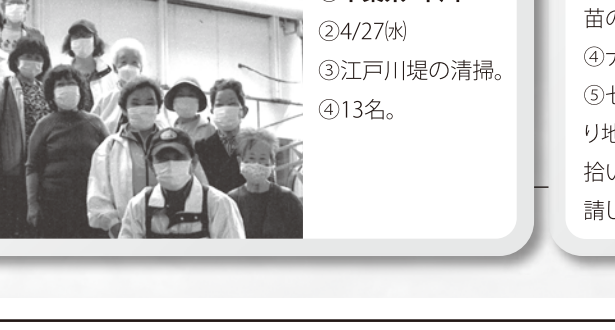 ②4/27㈬
③江戸川堤の清掃。
④13名。
苗の
④
⑤
り地
拾い
請し